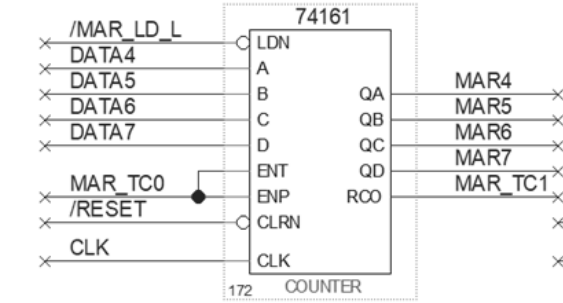 74161
/MAR_LD_L
LDN
DATA4
A
DATA5
B
QA
MAR4
DATA6
C
QB
MAR5
DATA7
D
QC
MAR6
ENT
QD
MAR7
MAR_TC0
ENP
RCO
MAR_TC1
/RESET
CLRN
CLK
CLK
172
COUNTER